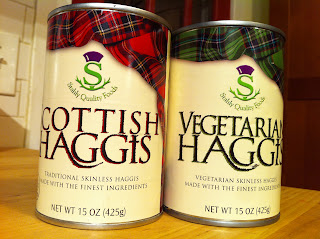 S
Stahly Quality Foods
SCOTTISH
HAGGIS
TRADITIONAL SKINLESS HAGGIS
MADE WITH THE FINEST INGREDIENTS
NET WT 15 OZ (425g)
S
Stahly Quality Foods
VEGETARIAN
HAGGIS
VEGETARIAN SKINLESS HAGGIS
MADE WITH THE FINEST INGREDIENTS
NET WT 15 OZ (425g)